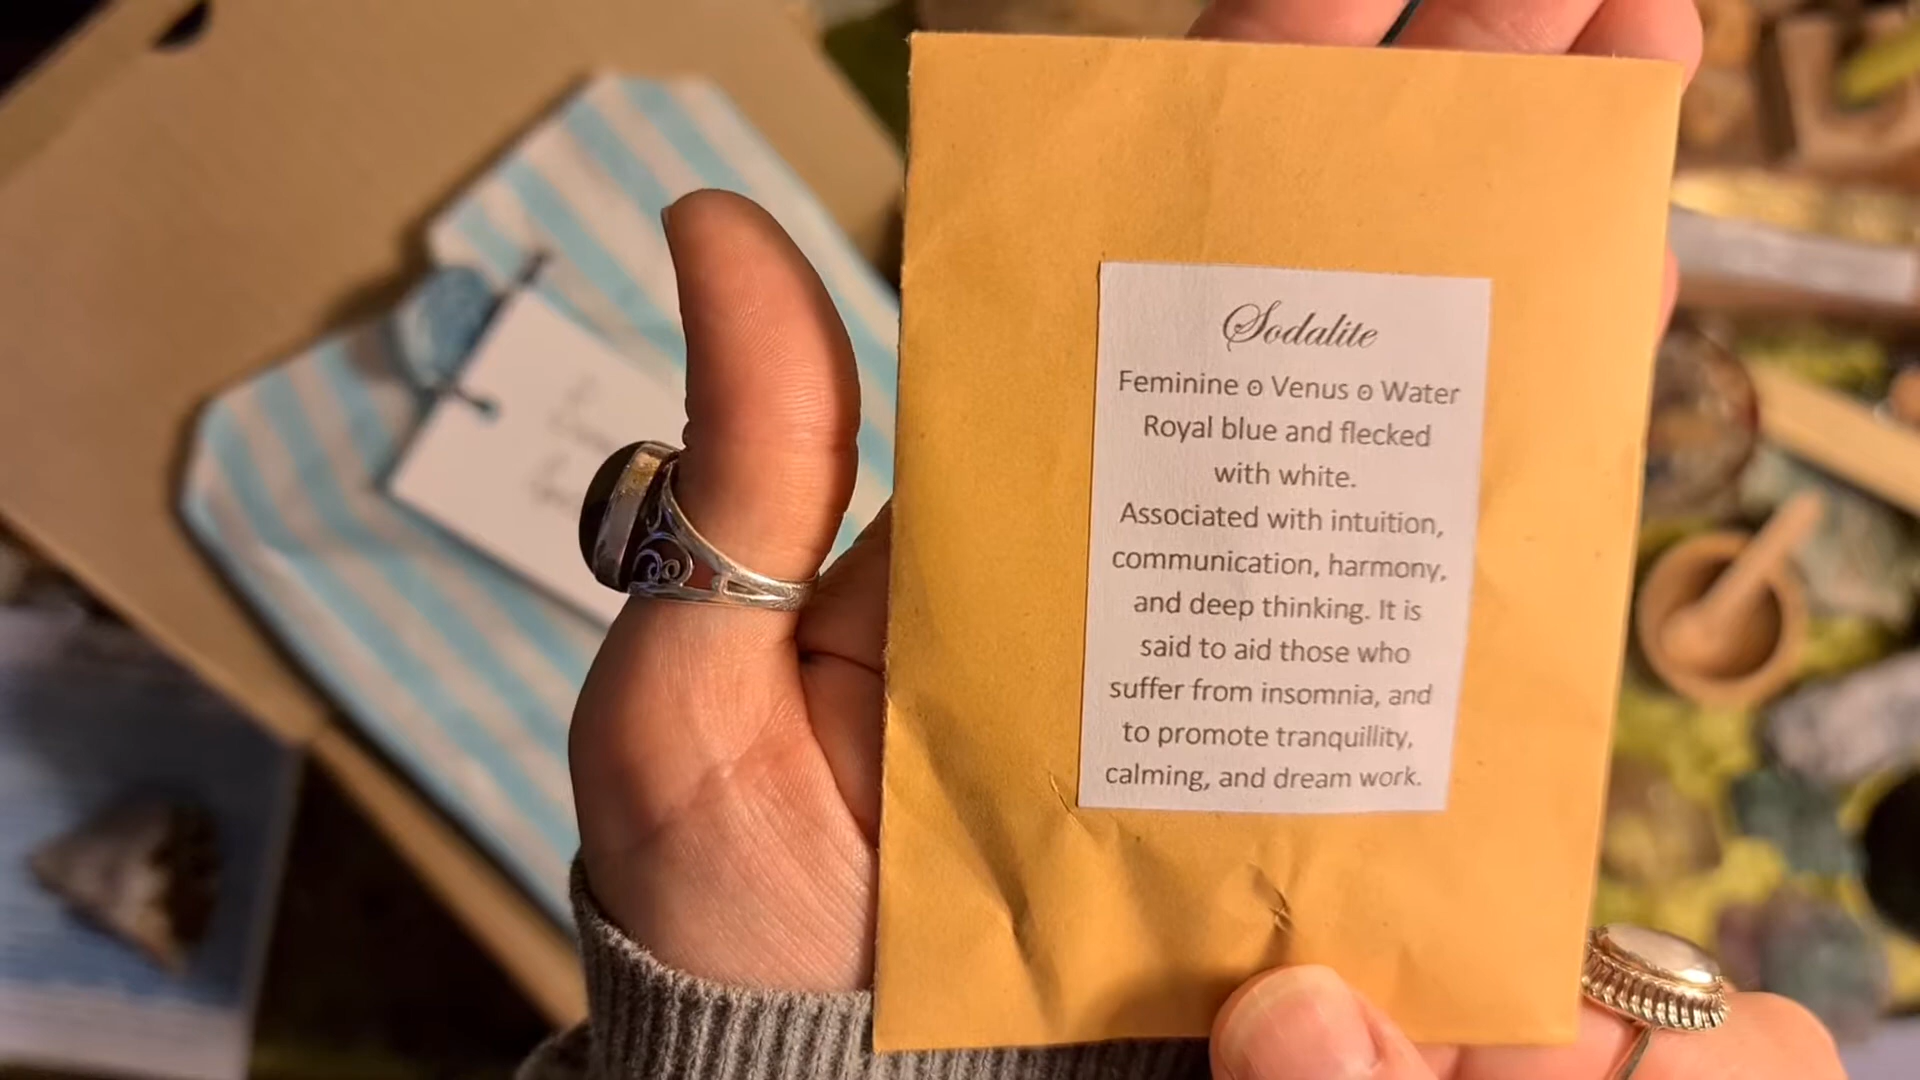 Sodalite
Feminine ο Venus ο Water
Royal blue and flecked
with white.
Associated with intuition,
communication, harmony,
and deep thinking. It is
said to aid those who
suffer from insomnia, and
to promote tranquillity,
calming, and dream work.